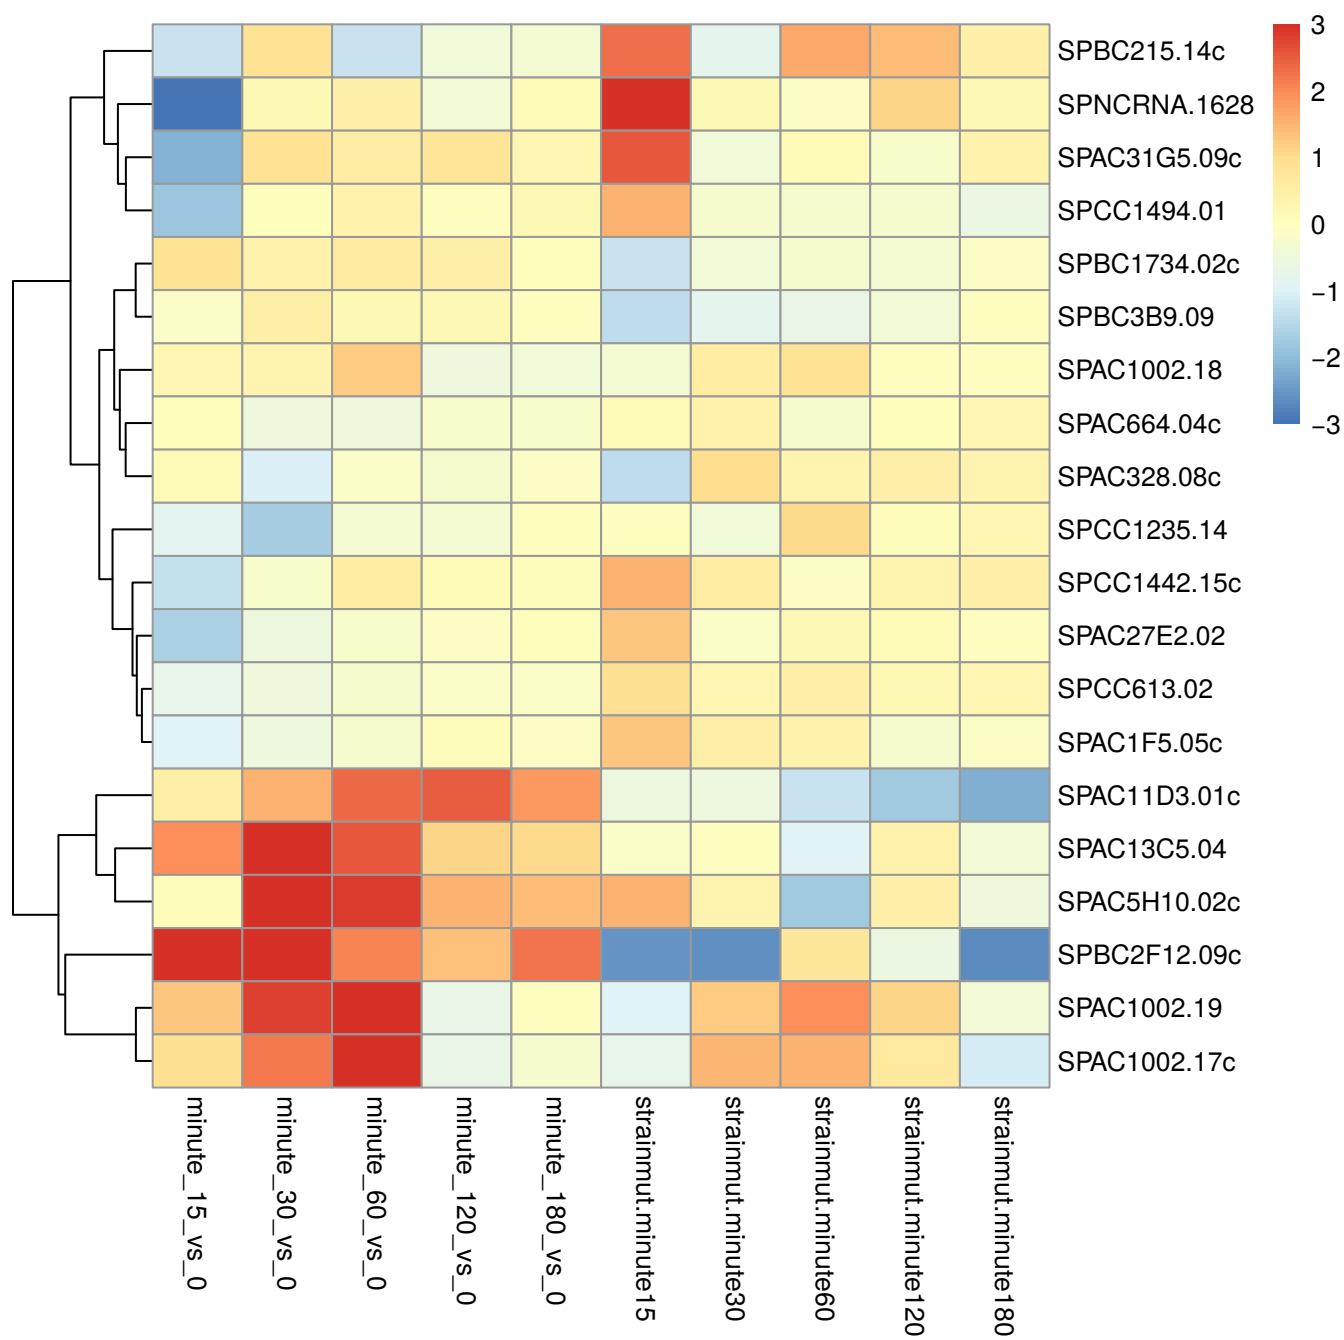 SPBC215.14c
SPNCRNA.1628
SPAC31G5.09c
SPCC1494.01
SPBC1734.02c
SPBC3B9.09
SPAC1002.18
SPAC664.04c
SPAC328.08c
SPCC1235.14
SPCC1442.15c
SPAC27E2.02
SPCC613.02
SPAC1F5.05c
SPAC11D3.01c
SPAC13C5.04
SPAC5H10.02c
SPBC2F12.09c
SPAC1002.19
SPAC1002.17c
3
2
1
0
−1
−2
−3
minute_15_vs_0
minute_30_vs_0
minute_60_vs_0
minute_120_vs_0
minute_180_vs_0
strainmut.minute15
strainmut.minute30
strainmut.minute60
strainmut.minute120
strainmut.minute180